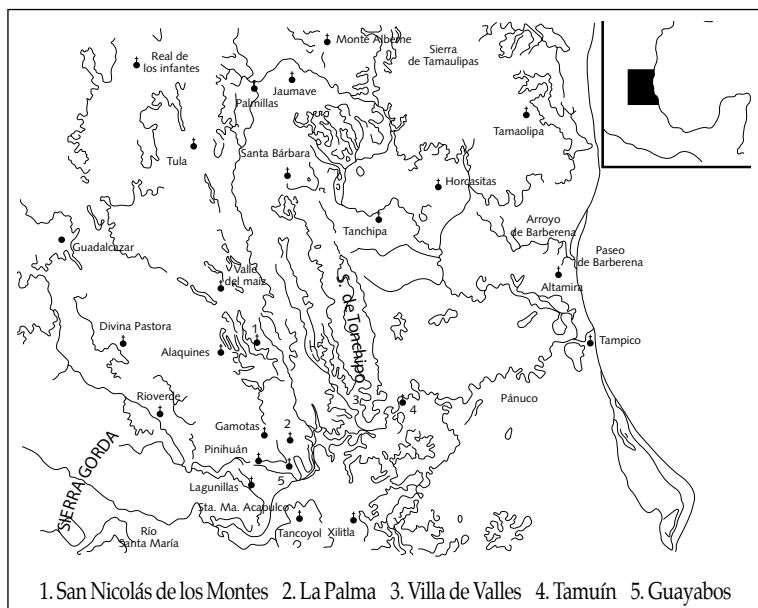 Monte Alberne
Real de
los infantes
Sierra
de Tamaulipas
Palmillas
Jaumave
Tamaolipa
Tula
Santa Bárbara
Horcasitas
Tanchipa
Arroyo
de Barberena
Guadalcazar
Paseo
de Barberena
Valle
del maiz
Altamira
S. de Tonchipo
Divina Pastora
1
Alaquines
Tampico
Rioverde
3
4
Pánuco
Gamotas
2
Pinihuán
5
Lagunillas
SIERRA GORDA
Sta. Ma. Acapulco
Río
Santa María
Tancoyol
Xilitla
1. San Nicolás de los Montes 2. La Palma 3. Villa de Valles 4. Tamuín 5. Guayabos